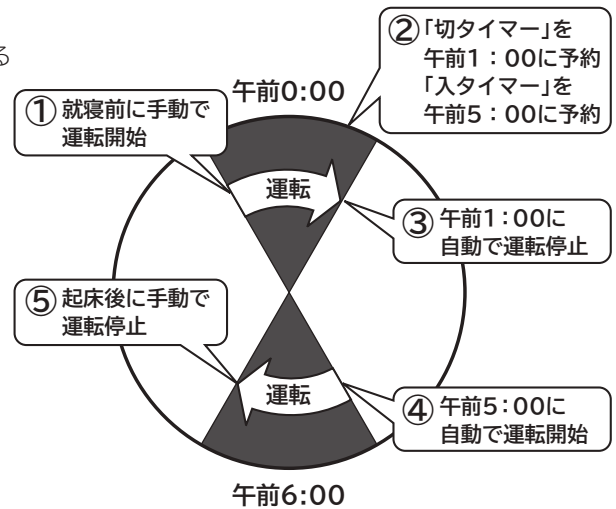 る
午前0:00
① 就寝前に手動で
運転開始
② 「切タイマー」を
午前1：00に予約
「入タイマー」を
午前5：00に予約
運転
③ 午前1：00に
自動で運転停止
④ 午前5：00に
自動で運転開始
運転
⑤ 起床後に手動で
運転停止
午前6:00